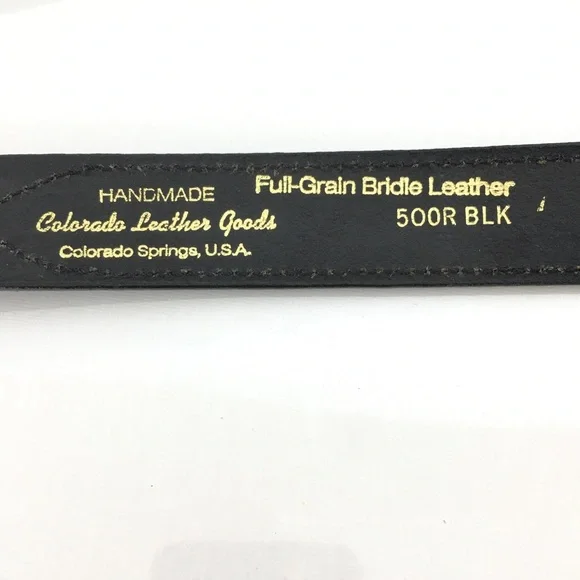 HANDMADE
Colorado Leather Goods
Colorado Springs, U.S.A.
Full-Grain Bridle Leather
500R BLK